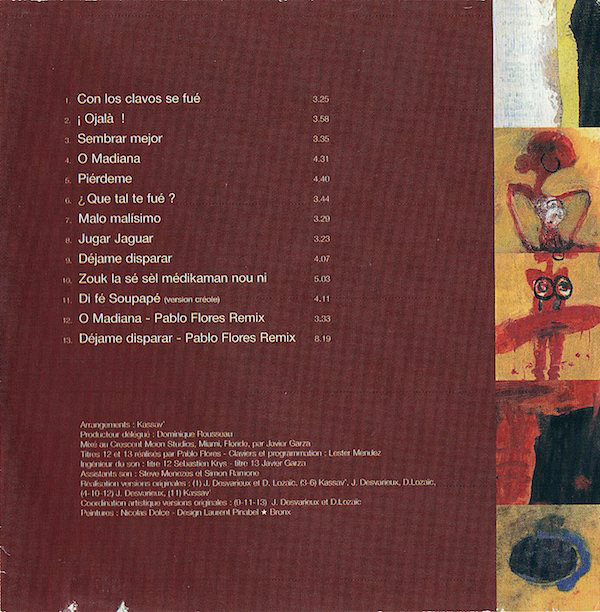 1. Con los clavos se fué 3.25
2. ¡ Ojalà ! 3.58
3. Sembrar mejor 3.35
4. O Madiana 4.31
5. Piérdeme 4.40
6. ¿ Que tal te fué ? 3.44
7. Malo malísimo 3.29
8. Jugar Jaguar 3.23
9. Déjame disparar 4.07
10. Zouk la sé sèl médikaman nou ni 5.03
11. Di fé Soupapé (version créole) 4.11
12. O Madiana - Pablo Flores Remix 3.33
13. Déjame disparar - Pablo Flores Remix 8.19
Arrangements : Kassav'
Producteur délégué : Dominique Rousseau
Mixé au Crescent Moon Studios, Miami, Floride, par Javier Garza
Titres 12 et 13 réalisés par Pablo Flores - Claviers et programmation : Lester Mendez
Ingénieur du son : titre 12 Sebastien Krys - titre 13 Javier Garza
Assistants son : Steve Menezes et Simon Ramone
Réalisation versions originales : (1) J. Desvarieux et D. Lozaïc, (3-6) Kassav', J. Desvarieux, D.Lozaïc,
(4-10-12) J. Desvarieux, (11) Kassav'
Coordination artistique versions originales : (9-11-13) J. Desvarieux et D.Lozaïc
Peintures : Nicolas Dolce - Design Laurent Pinabel ★ Bronx